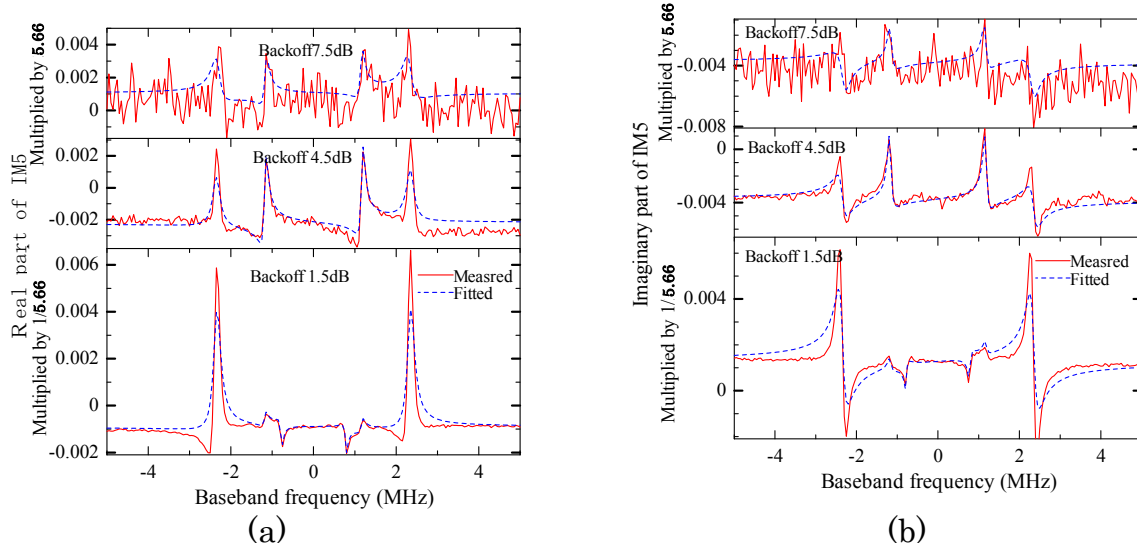 Real part of IM5
Multiplied by 5.66
Multiplied by 1/5.66
0.004
0.002
0
Backoff7.5dB
0.002
0
-0.002
Backoff 4.5dB
0.006
0.004
0.002
0
-0.002
Backoff 1.5dB
Measred
Fitted
-4
-2
0
2
4
Baseband frequency (MHz)
(a)
Imaginary part of IM5
Multiplied by 5.66
Multiplied by 1/5.66
-0.004
-0.008
Backoff7.5dB
0
-0.004
Backoff 4.5dB
0.004
0
Backoff 1.5dB
Measred
Fitted
-4
-2
0
2
4
Baseband frequency (MHz)
(b)